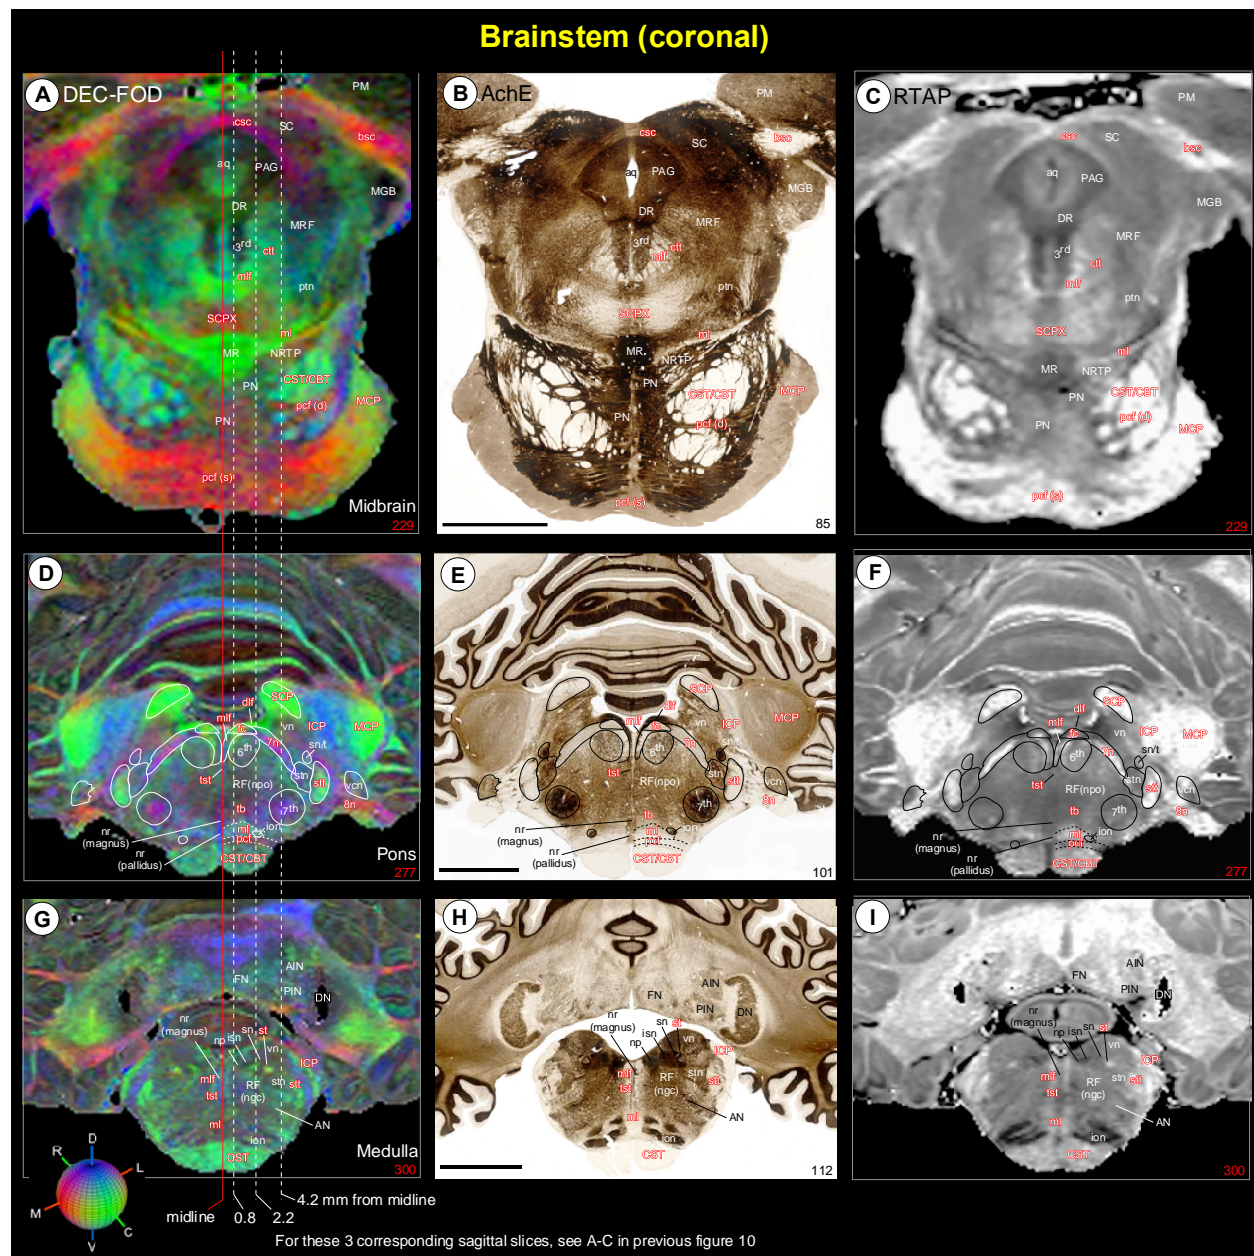 Brainstem (coronal)
A DEC-FOD
PM
csc
SC
bsc
aq
PAG
MGB
DR
MRF
3rd
ctt
mlf
ptn
SCPX
ml
MR
NRTP
PN
CST/CBT
pcf (d)
MCP
PN
pcf (s)
Midbrain
229
B AchE
PM
csc
SC
bsc
aq
PAG
MGB
DR
MRF
3rd
ctt
mlf
ptn
SCPX
ml
MR
NRTP
PN
CST/CBT
MCP
PN
pcf (d)
pcf (s)
85
C RTAP
PM
csc
SC
bsc
aq
PAG
MGB
DR
MRF
3rd
ctt
mlf
ptn
SCPX
ml
MR
NRTP
PN
CST/CBT
pcf (d)
MCP
PN
pcf (s)
229
D
SCP
dlf
mlf
fc
vn
ICP
MCP
6th
7n
sn/t
tst
stn
stt
RF(npo)
vcn
8n
tb
7th
ion
nr
(magnus)
ml
pct
nr
(pallidus)
CST/CBT
Pons
277
E
SCP
dlf
mlf
fc
vn
ICP
MCP
6th
7n
sn/t
tst
stn
stt
RF(npo)
vcn
8n
tb
7th
ion
nr
(magnus)
ml
pct
nr
(pallidus)
CST/CBT
101
F
SCP
dlf
mlf
fc
vn
ICP
MCP
6th
7n
sn/t
tst
stn
stt
RF(npo)
vcn
8n
tb
7th
ion
nr
(magnus)
ml
pct
nr
(pallidus)
CST/CBT
277
G
FN
AIN
PIN
DN
nr
(magnus)
np
isn
sn
st
vn
ICP
mlf
tst
RF
(ngc)
stn
stt
ml
AN
ion
CST
Medulla
300
H
FN
AIN
PIN
DN
nr
(magnus)
np
isn
sn
st
vn
ICP
mlf
tst
RF
(ngc)
stn
stt
ml
AN
ion
CST
112
I
FN
AIN
PIN
DN
nr
(magnus)
np
isn
sn
st
vn
ICP
mlf
tst
RF
(ngc)
stn
stt
ml
AN
ion
CST
300
D
R
L
M
C
V
midline
0.8
2.2
4.2 mm from midline
For these 3 corresponding sagittal slices, see A-C in previous figure 10